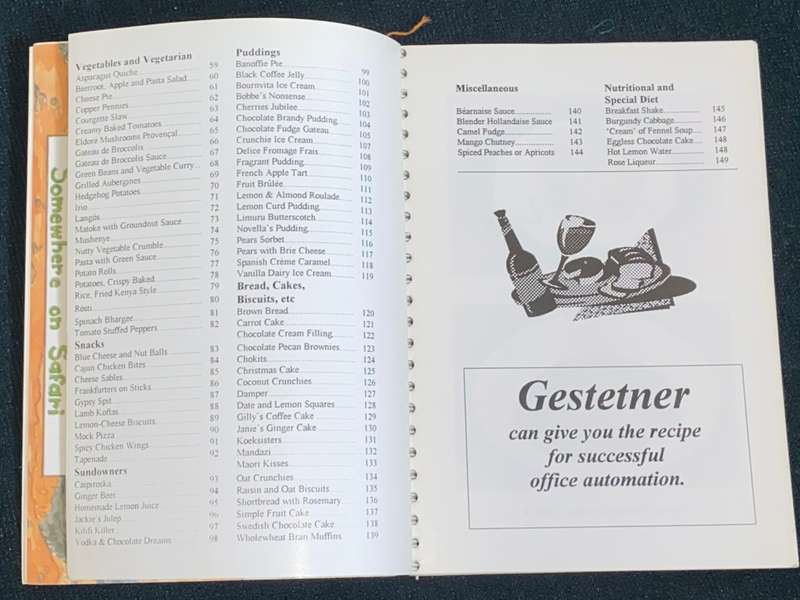 Somewhere on Safari
Vegetables and Vegetarian
Asparagus Quiche 59
Beetroot, Apple and Pasta Salad 60
Cheese Pie 61
Copper Pennies 62
Courgette Slaw 63
Creamy Baked Tomatoes 64
Eldore Mushrooms Provençal 65
Gateau de Broccolis 66
Gateau de Broccolis Sauce
Green Beans and Vegetable Curry 68
Grilled Aubergines 69
Hedgehog Potatoes 70
Irio 71
72
Matoke with Groundnut Sauce 73
Mushenye 74
Nutty Vegetable Crumble 75
Pasta with Green Sauce 76
Potato Rolls
Potatoes, Crispy Baked 78
Rice, Fried Kenya Style 79
Rosti 80
Spinach Bhargee 81
Tomato Stuffed Peppers 82
Snacks
Blue Cheese and Nut Balls 83
Cajun Chicken Bites 84
Cheese Sables 85
Frankfurters on Sticks 86
Gypsy Spit 87
Lamb Koftas 88
Lemon-Cheese Biscuits 89
Mock Pizza 90
Spicy Chicken Wings 91
Tapenade 92
Sundowners
Caipiroska 93
Ginger Beer 94
Homemade Lemon Juice 95
Jackie's Julep 96
Kilifi Killer 97
Vodka & Chocolate Dreams 98
Puddings
Banoffie Pie 99
Black Coffee Jelly 100
Bournvita Ice Cream 100
Bobbe's Nonsense 101
Cherries Jubilee 102
Chocolate Brandy Pudding 103
Chocolate Fudge Gateau 104
Crunchie Ice Cream 105
Delice Fromage Frais 107
Fragrant Pudding 108
French Apple Tart 110
Fruit Brûlée 111
Lemon & Almond Roulade 112
Lemon Curd Pudding 113
Limuru Butterscotch 114
Novella's Pudding 115
Pears Sorbet 116
Pears with Brie Cheese 117
Spanish Crème Caramel 118
Vanilla Dairy Ice Cream 119
Bread, Cakes,
Biscuits, etc
Brown Bread 120
Carrot Cake 121
Chocolate Cream Filling 122
Chocolate Pecan Brownies 123
Chokits 124
Christmas Cake 125
Coconut Crunchies 126
Damper 127
Date and Lemon Squares 128
Gilly's Coffee Cake 129
Janie's Ginger Cake 130
Koeksisters 131
Mandazi 132
Maori Kisses 133
Oat Crunchies 134
Raisin and Oat Biscuits 135
Shortbread with Rosemary 136
Simple Fruit Cake 137
Swedish Chocolate Cake 138
Wholewheat Bran Muffins 139
Miscellaneous
Béarnaise Sauce 140
Blender Hollandaise Sauce 141
Camel Fudge 142
Mango Chutney 143
Spiced Peaches or Apricots 144
Nutritional and
Special Diet
Breakfast Shake 145
Burgundy Cabbage 146
'Cream' of Fennel Soup 147
Eggless Chocolate Cake 148
Hot Lemon Water 148
Rose Liqueur 149
Gestetner
can give you the recipe
for successful
office automation.